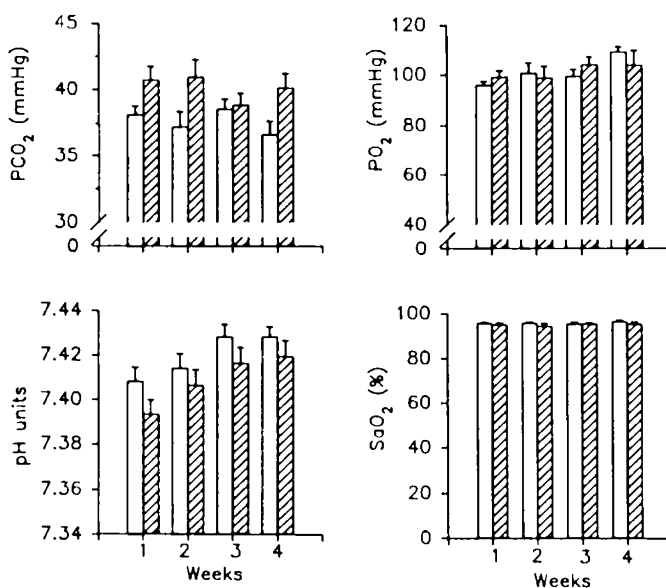 PCO₂ (mmHg)
45
40
35
30
0
PO₂ (mmHg)
120
100
80
60
40
0
pH units
7.44
7.42
7.40
7.38
7.36
7.34
1 2 3 4
Weeks
SaO₂ (%)
100
80
60
40
20
0
1 2 3 4
Weeks